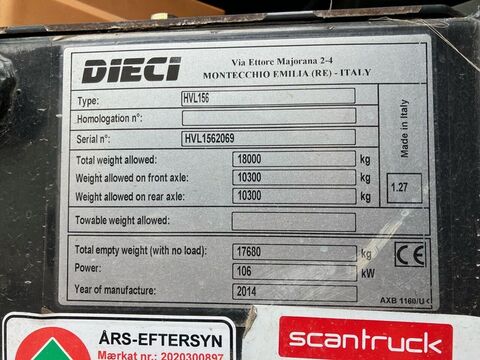 DIECI
Via Ettore Majorana 2-4
MONTECCHIO EMILIA (RE) - ITALY
Type: HVL156
Homologation n°:
Serial n°: HVL1562069
Total weight allowed: 18000 kg
Weight allowed on front axle: 10300 kg
Weight allowed on rear axle: 10300 kg
Made in Italy
1.27
Towable weight allowed:
Total empty weight (with no load): 17680 kg
Power: 106 kW
Year of manufacture: 2014
CE
AXB 1160/U
ÅRS-EFTERSYN
Mærkat nr.: 2020300897
scantruck